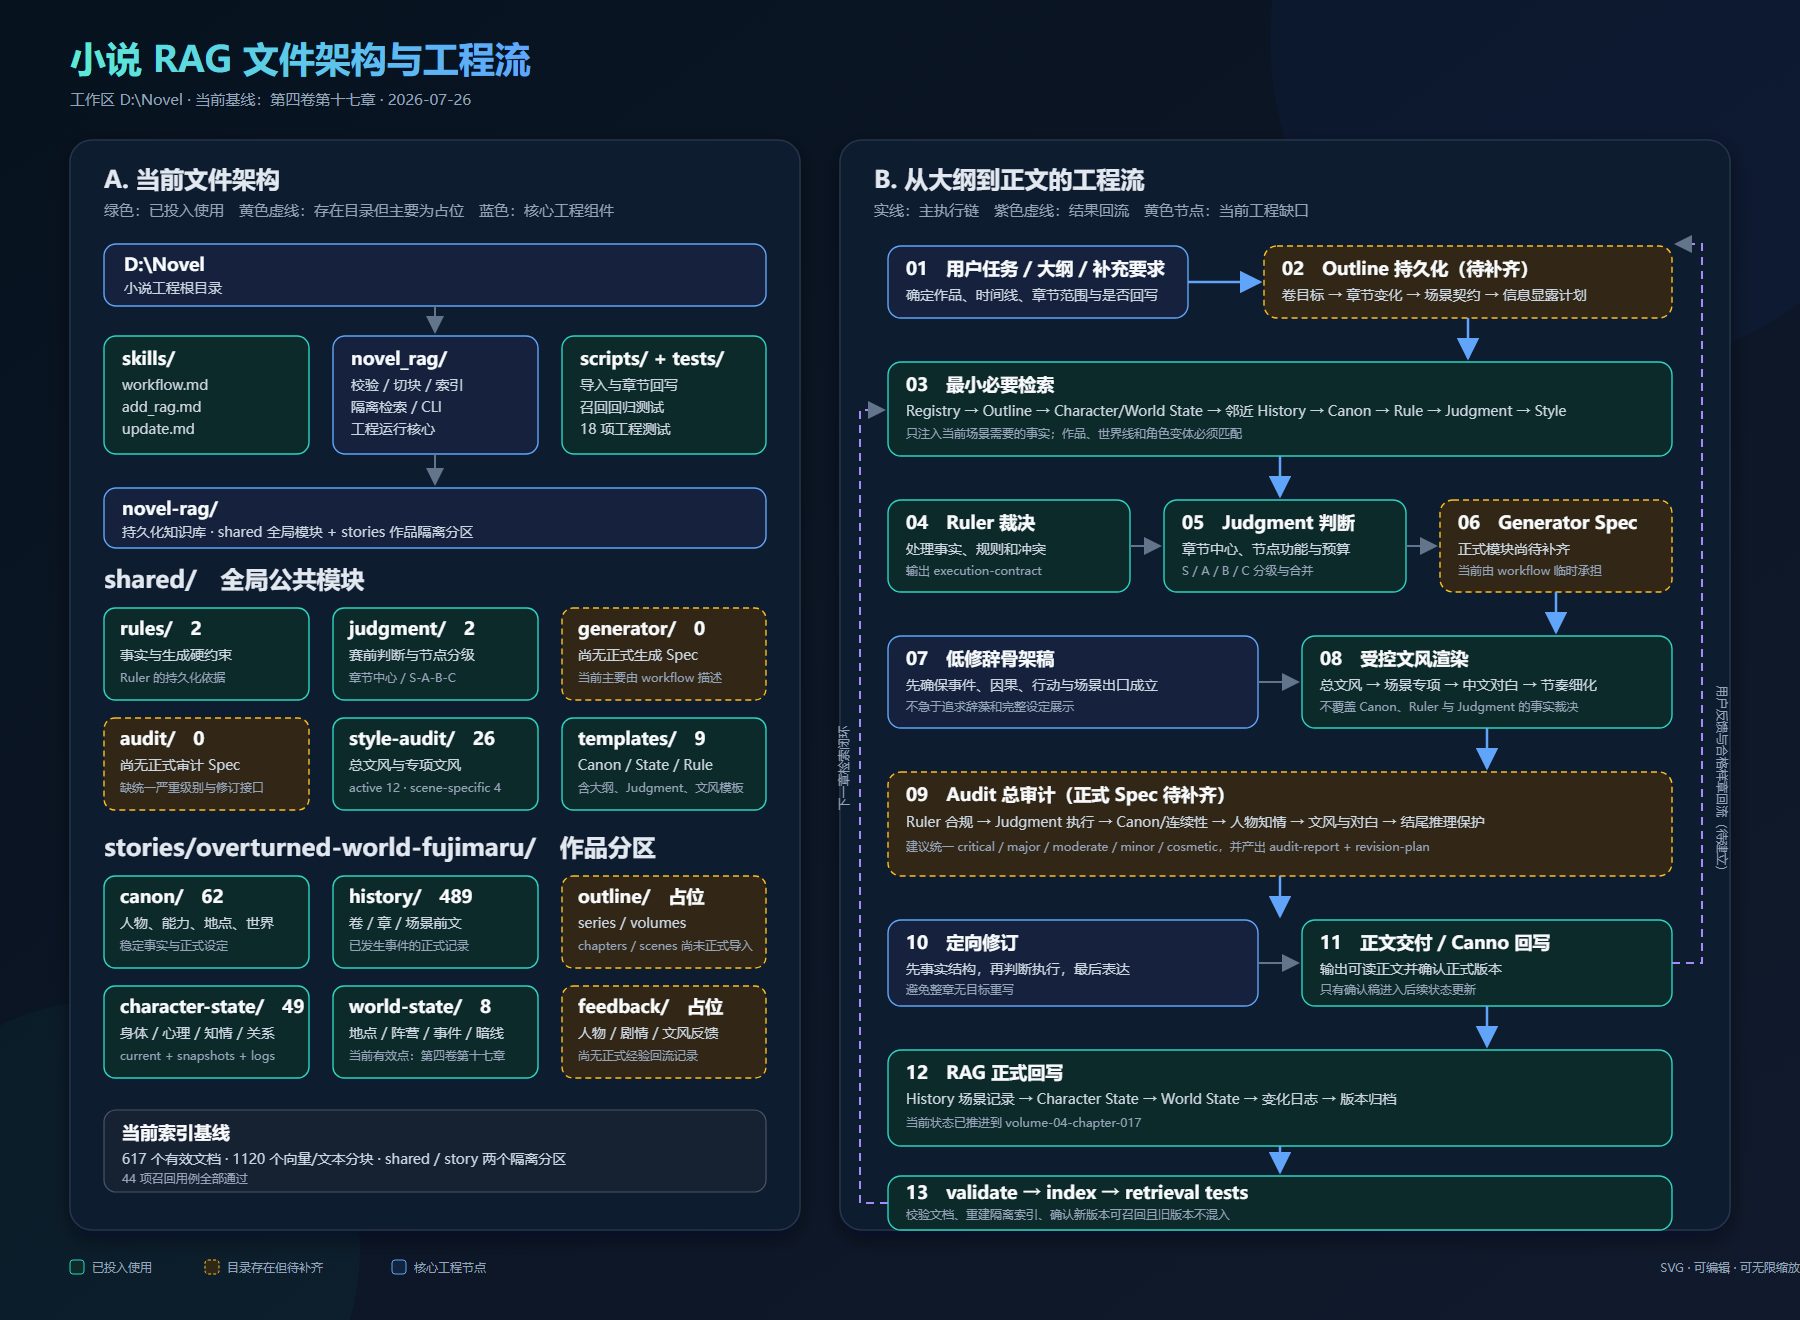 小说 RAG 文件架构与工程流
工作区 D:\Novel · 当前基线：第四卷第十七章 · 2026-07-26
A. 当前文件架构
绿色：已投入使用 黄色虚线：存在目录但主要为占位 蓝色：核心工程组件
D:\Novel
小说工程根目录
skills/
workflow.md
add_rag.md
update.md
novel_rag/
校验 / 切块 / 索引
隔离检索 / CLI
工程运行核心
scripts/ + tests/
导入与章节回写
召回回归测试
18 项工程测试
novel-rag/
持久化知识库 · shared 全局模块 + stories 作品隔离分区
shared/ 全局公共模块
rules/ 2
事实与生成硬约束
Ruler 的持久化依据
judgment/ 2
赛前判断与节点分级
章节中心 / S-A-B-C
generator/ 0
尚无正式生成 Spec
当前主要由 workflow 描述
audit/ 0
尚无正式审计 Spec
缺统一严重级别与修订接口
style-audit/ 26
总文风与专项文风
active 12 · scene-specific 4
templates/ 9
Canon / State / Rule
含大纲、Judgment、文风模板
stories/overturned-world-fujimaru/ 作品分区
canon/ 62
人物、能力、地点、世界
稳定事实与正式设定
history/ 489
卷 / 章 / 场景前文
已发生事件的正式记录
outline/ 占位
series / volumes
chapters / scenes 尚未正式导入
character-state/ 49
身体 / 心理 / 知情 / 关系
current + snapshots + logs
world-state/ 8
地点 / 阵营 / 事件 / 暗线
当前有效点：第四卷第十七章
feedback/ 占位
人物 / 剧情 / 文风反馈
尚无正式经验回流记录
当前索引基线
617 个有效文档 · 1120 个向量/文本分块 · shared / story 两个隔离分区
44 项召回用例全部通过
B. 从大纲到正文的工程流
实线：主执行链 紫色虚线：结果回流 黄色节点：当前工程缺口
01 用户任务 / 大纲 / 补充要求
确定作品、时间线、章节范围与是否回写
02 Outline 持久化（待补齐）
卷目标 → 章节变化 → 场景契约 → 信息显露计划
03 最小必要检索
Registry → Outline → Character/World State → 邻近 History → Canon → Rule → Judgment → Style
只注入当前场景需要的事实；作品、世界线和角色变体必须匹配
04 Ruler 裁决
处理事实、规则和冲突
输出 execution-contract
05 Judgment 判断
章节中心、节点功能与预算
S / A / B / C 分级与合并
06 Generator Spec
正式模块尚待补齐
当前由 workflow 临时承担
07 低修辞骨架稿
先确保事件、因果、行动与场景出口成立
不急于追求辞藻和完整设定展示
08 受控文风渲染
总文风 → 场景专项 → 中文对白 → 节奏细化
不覆盖 Canon、Ruler 与 Judgment 的事实裁决
09 Audit 总审计（正式 Spec 待补齐）
Ruler 合规 → Judgment 执行 → Canon/连续性 → 人物知情 → 文风与对白 → 结尾推理保护
建议统一 critical / major / moderate / minor / cosmetic，并产出 audit-report + revision-plan
10 定向修订
先事实结构，再判断执行，最后表达
避免整章无目标重写
11 正文交付 / Canno 回写
输出可读正文并确认正式版本
只有确认稿进入后续状态更新
12 RAG 正式回写
History 场景记录 → Character State → World State → 变化日志 → 版本归档
当前状态已推进到 volume-04-chapter-017
13 validate → index → retrieval tests
校验文档、重建隔离索引、确认新版本可召回且旧版本不混入
下一章检索闭环
用户反馈与合格样章回流（待建立）
已投入使用
目录存在但待补齐
核心工程节点
SVG · 可编辑 · 可无限缩放